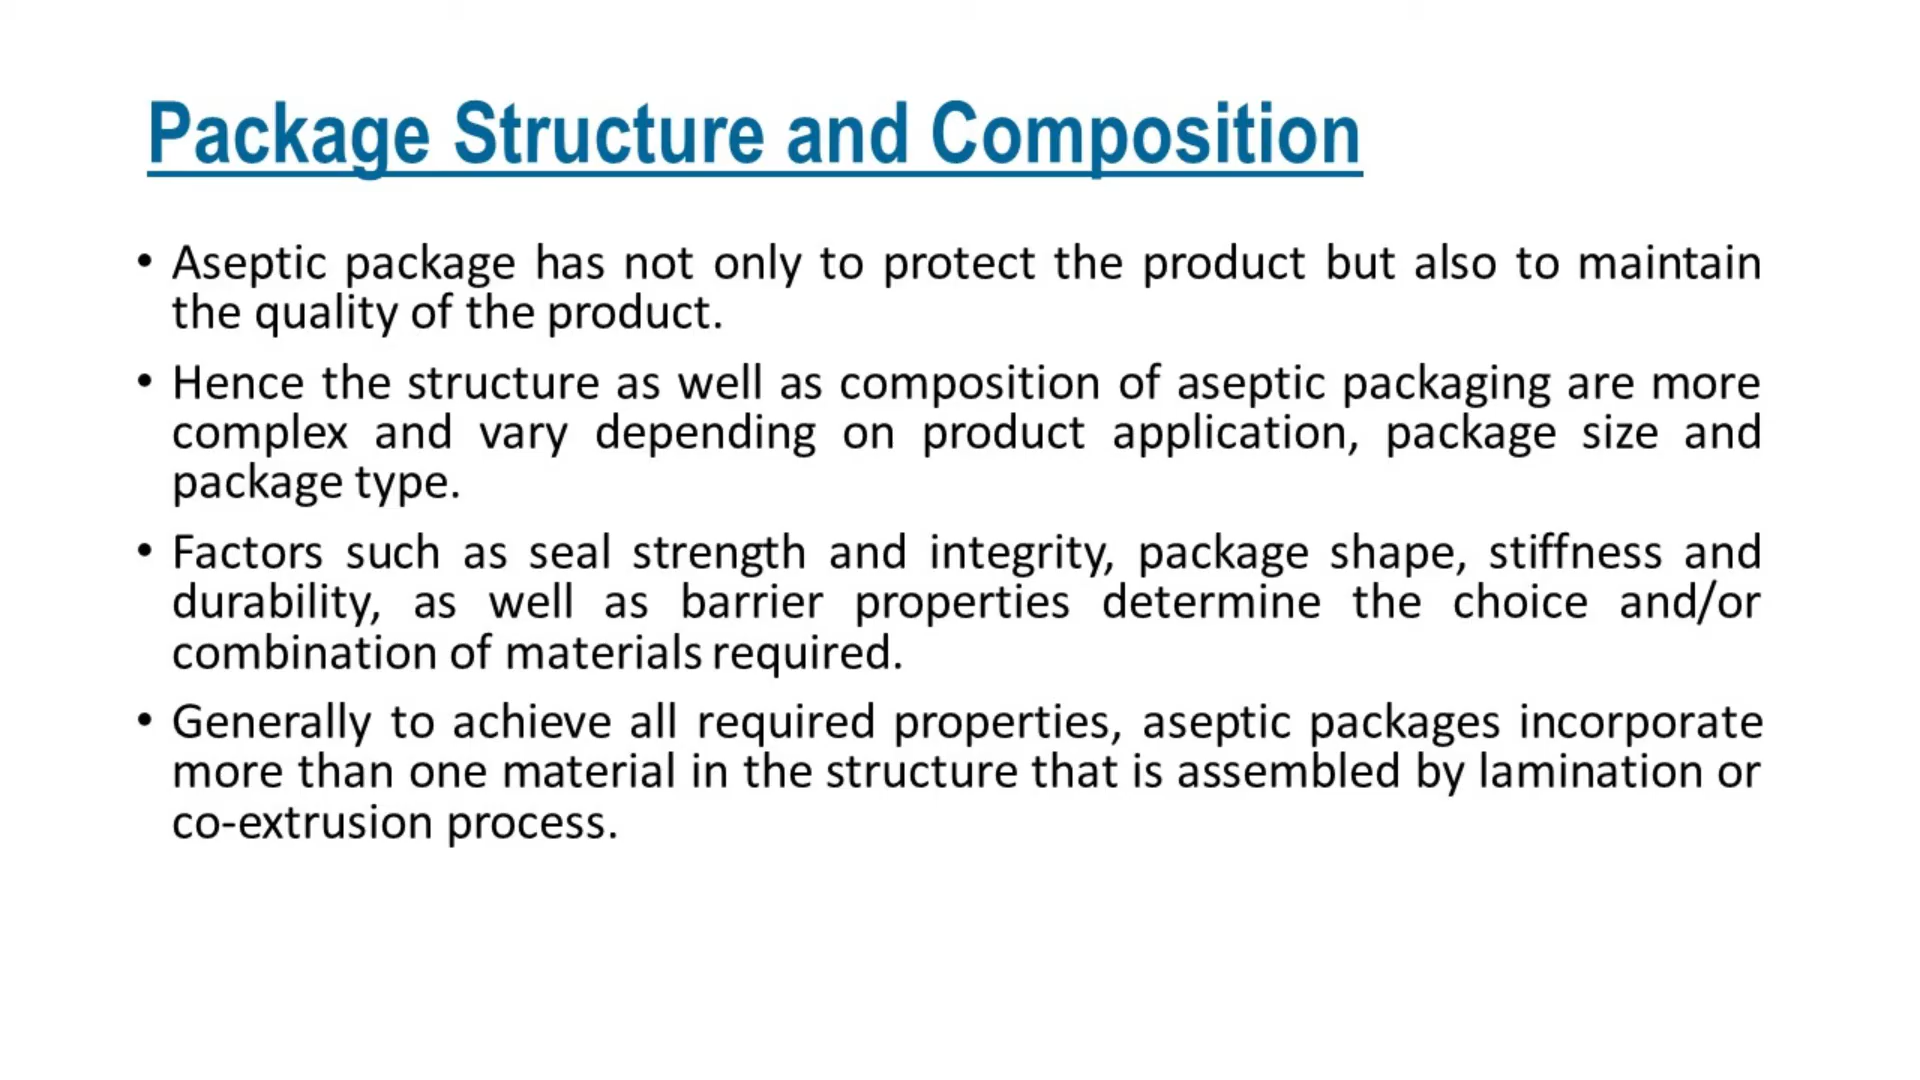 Package Structure and Composition
• Aseptic package has not only to protect the product but also to maintain
the quality of the product.
• Hence the structure as well as composition of aseptic packaging are more
complex and vary depending on product application, package size and
package type.
• Factors such as seal strength and integrity, package shape, stiffness and
durability, as well as barrier properties determine the choice and/or
combination of materials required.
• Generally to achieve all required properties, aseptic packages incorporate
more than one material in the structure that is assembled by lamination or
co-extrusion process.